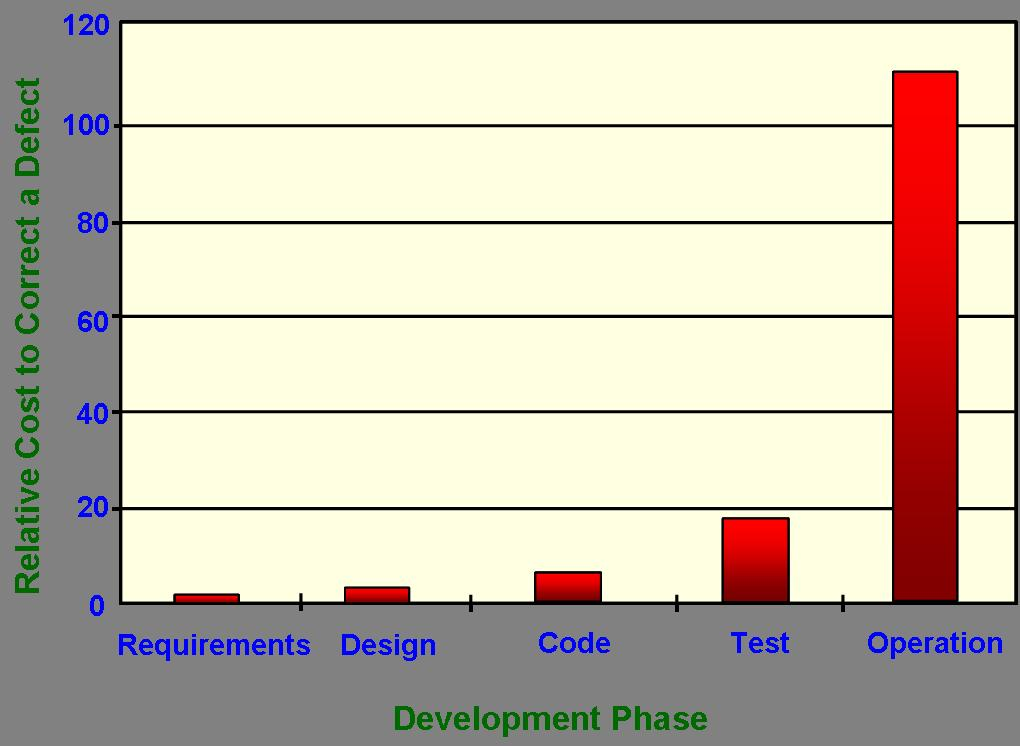 Relative Cost to Correct a Defect
120
100
80
60
40
20
0
Requirements Design Code Test Operation
Development Phase